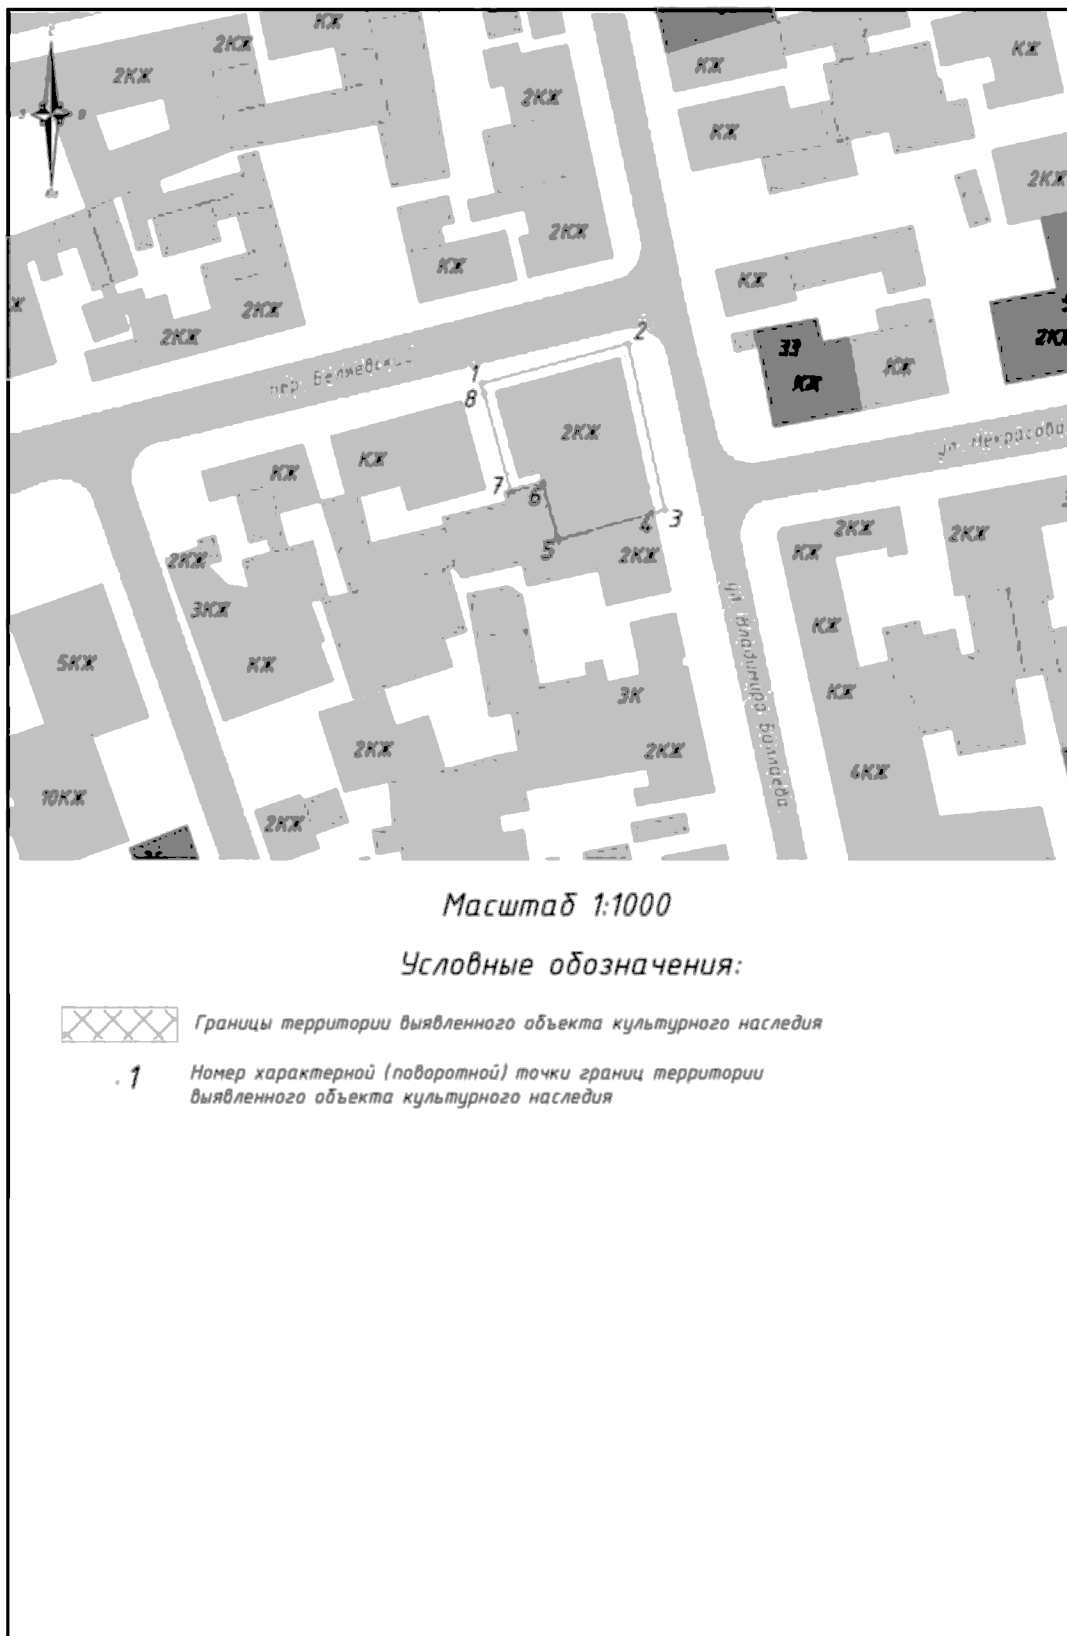 КЖ
2КЖ
КЖ
КЖ
2КЖ
КЖ
2КЖ
КЖ
2КЖ
2КЖ
КЖ
КЖ
2КЖ
2КЖ
2
33
2КЖ
пер. Беляевский
1
КЖ
КЖ
8
2КЖ
ул. Некрасова
КЖ
КЖ
7
6
3
4
2КЖ
2КЖ
5
КЖ
2КЖ
2КЖ
3КЖ
КЖ
5КЖ
КЖ
ул. Владимира Баллаева
КЖ
3К
2КЖ
2КЖ
4КЖ
10КЖ
2КЖ
Масштаб 1:1000
Условные обозначения:
Границы территории выявленного объекта культурного наследия
1 Номер характерной (поворотной) точки границ территории
выявленного объекта культурного наследия